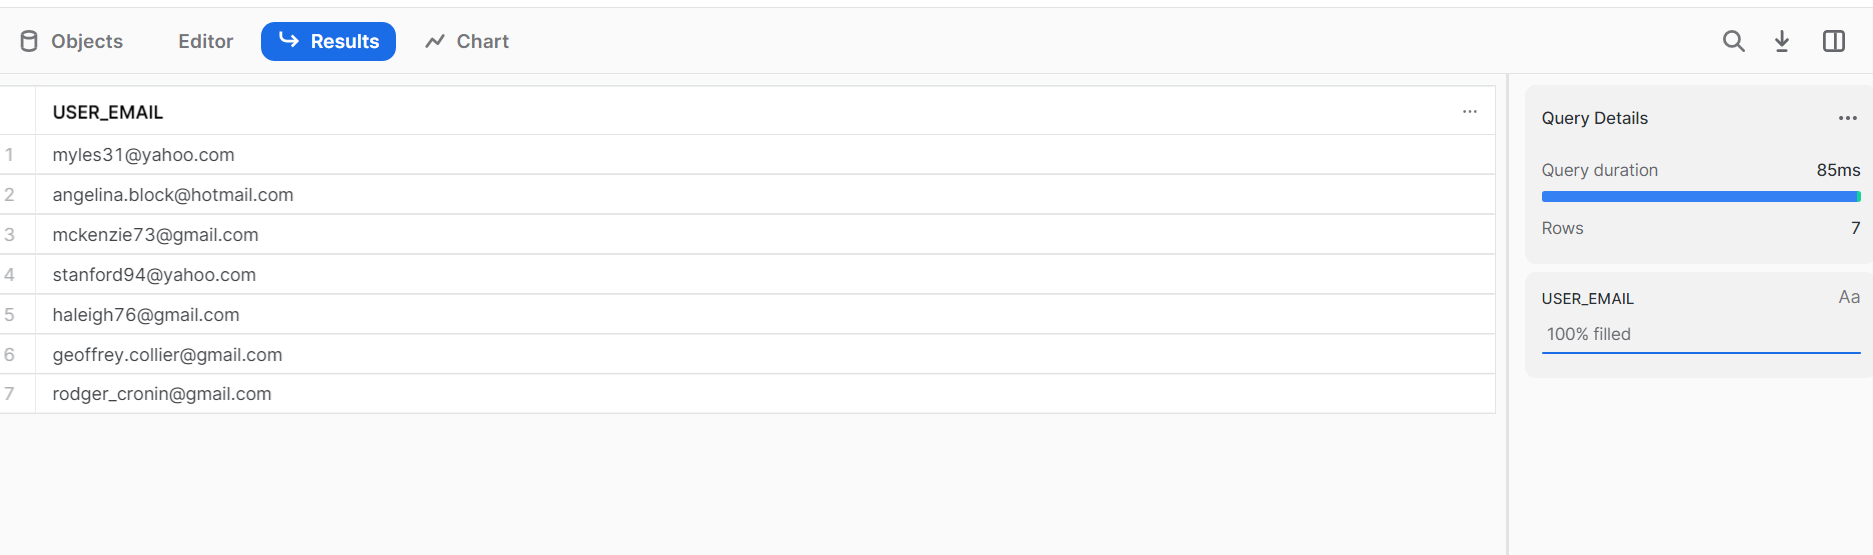 Objects Editor Results Chart
USER_EMAIL ...
1 myles31@yahoo.com
2 angelina.block@hotmail.com
3 mckenzie73@gmail.com
4 stanford94@yahoo.com
5 haleigh76@gmail.com
6 geoffrey.collier@gmail.com
7 rodger_cronin@gmail.com
Query Details ...
Query duration 85ms
Rows 7
USER_EMAIL Aa
100% filled